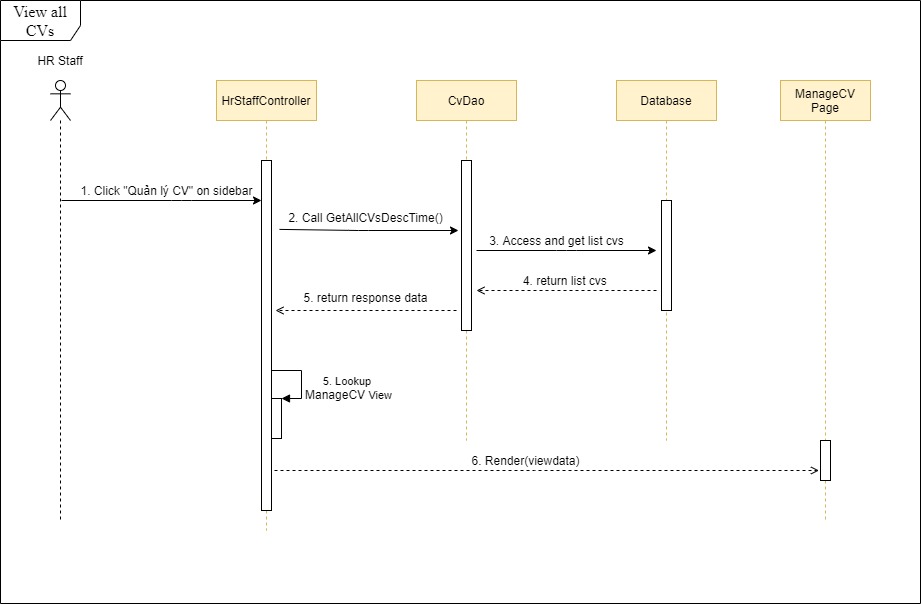 View all
CVs
HR Staff
HrStaffController
CvDao
Database
ManageCV
Page
1. Click "Quản lý CV" on sidebar
2. Call GetAllCVsDescTime()
3. Access and get list cvs
4. return list cvs
5. return response data
5. Lookup
ManageCV View
6. Render(viewdata)